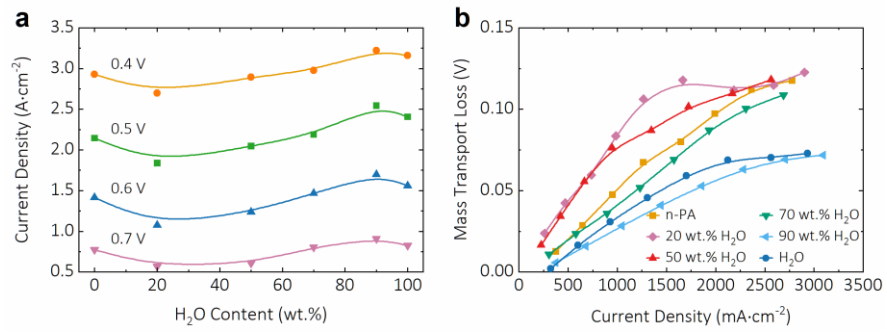 a
Current Density (A·cm⁻²)
3.5
3.0
2.5
2.0
1.5
1.0
0.5
0.4 V
0.5 V
0.6 V
0.7 V
0 20 40 60 80 100
H2O Content (wt.%)
b
Mass Transport Loss (V)
0.15
0.10
0.05
0.00
n-PA
20 wt.% H2O
50 wt.% H2O
70 wt.% H2O
90 wt.% H2O
H2O
0 500 1000 1500 2000 2500 3000 3500
Current Density (mA·cm⁻²)